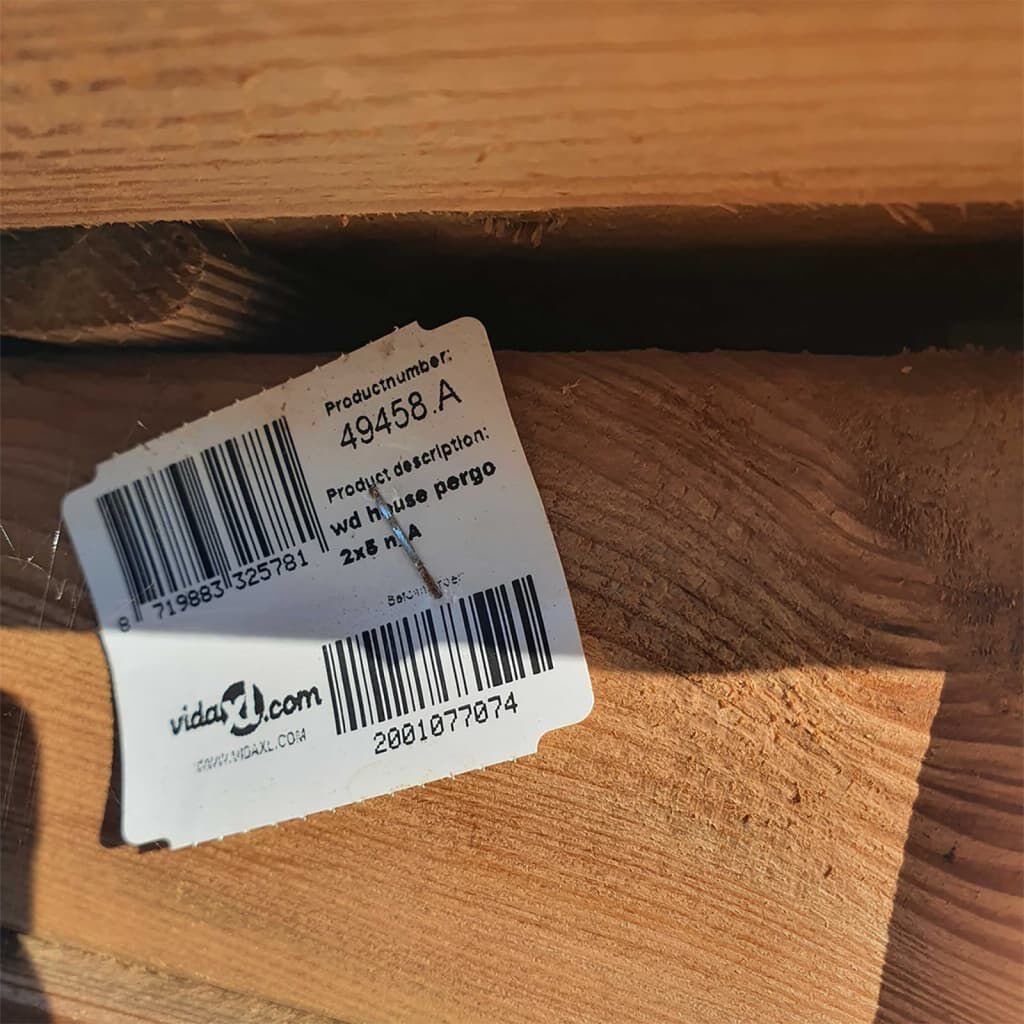 Productnumber:
49458.A
Product description:
wd house pergo
2x5 m A
8 719883 325781
vidaXL.com
WWW.VIDAXL.COM
2001077074